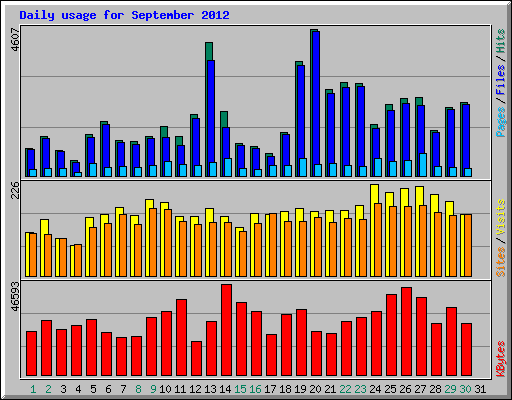 Daily usage for September 2012
4607
Pages / Files / Hits
226
Sites / Visits
46593
KBytes
1 2 3 4 5 6 7 8 9 10 11 12 13 14 15 16 17 18 19 20 21 22 23 24 25 26 27 28 29 30 31